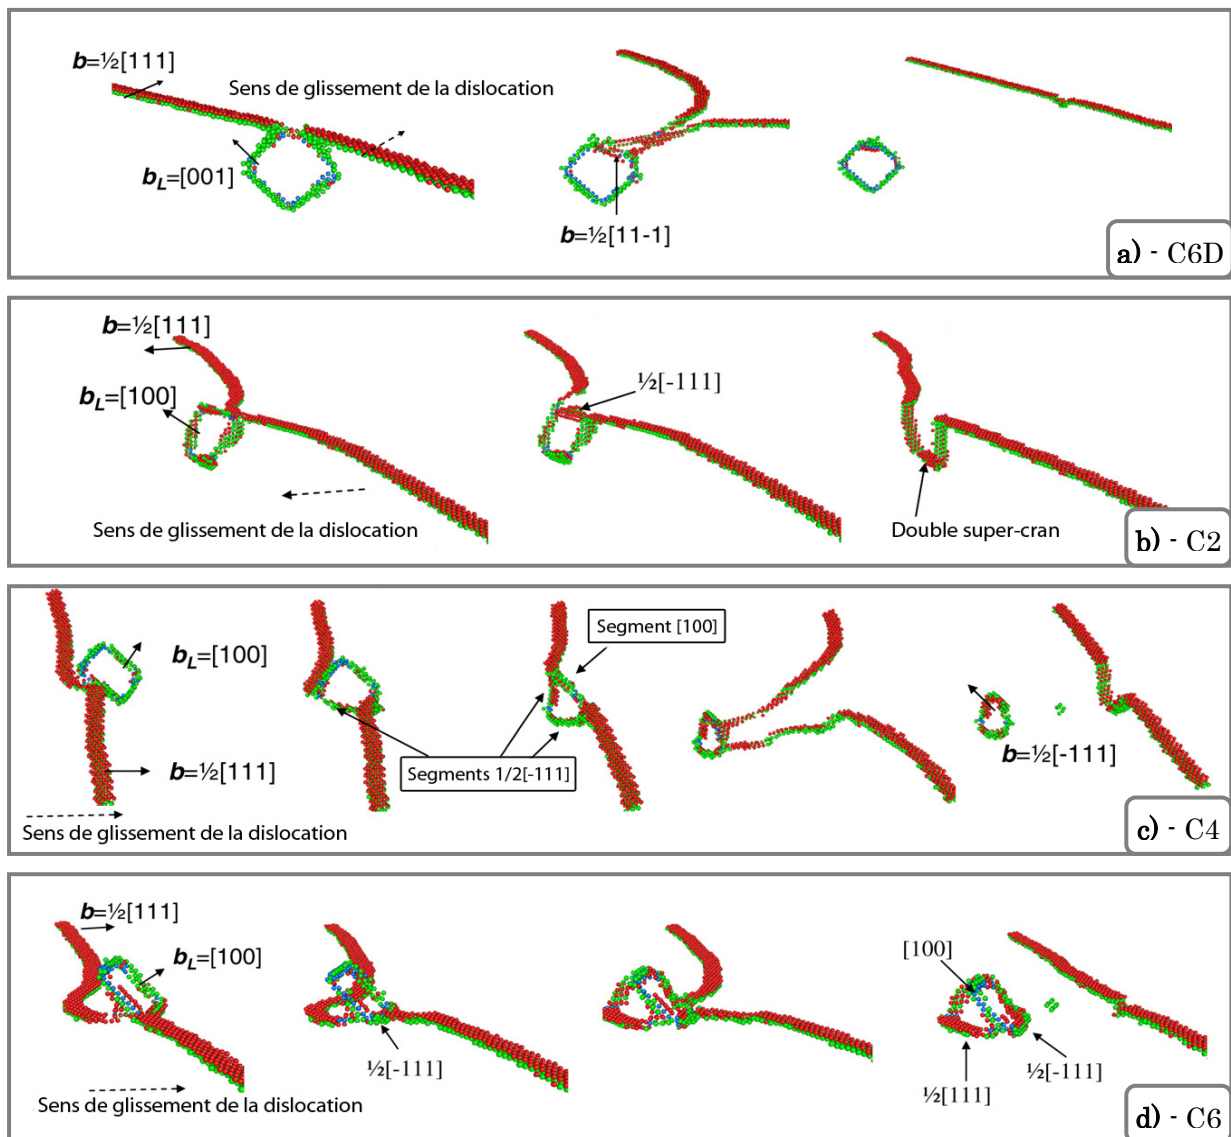 b=½[111]
Sens de glissement de la dislocation
bL=[001]
b=½[11-1]
a) - C6D
b=½[111]
bL=[100]
½[-111]
Sens de glissement de la dislocation
Double super-cran
b) - C2
Segment [100]
bL=[100]
b=½[111]
Segments 1/2[-111]
b=½[-111]
Sens de glissement de la dislocation
c) - C4
b=½[111]
bL=[100]
[100]
½[-111]
½[-111]
½[111]
Sens de glissement de la dislocation
d) - C6